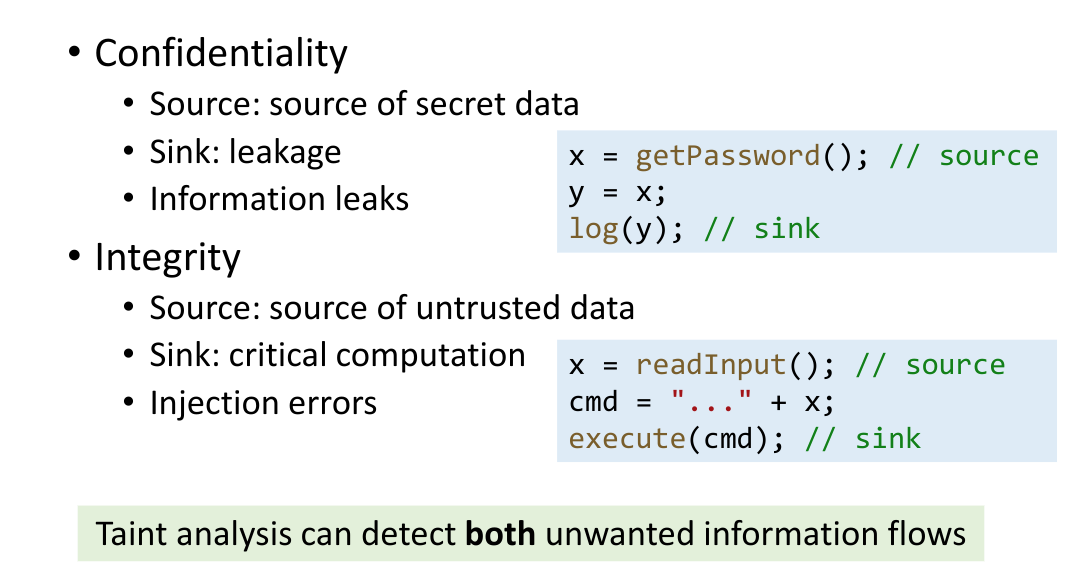 • Confidentiality
• Source: source of secret data
• Sink: leakage
• Information leaks
x = getPassword(); // source
y = x;
log(y); // sink
• Integrity
• Source: source of untrusted data
• Sink: critical computation
• Injection errors
x = readInput(); // source
cmd = "..." + x;
execute(cmd); // sink
Taint analysis can detect both unwanted information flows